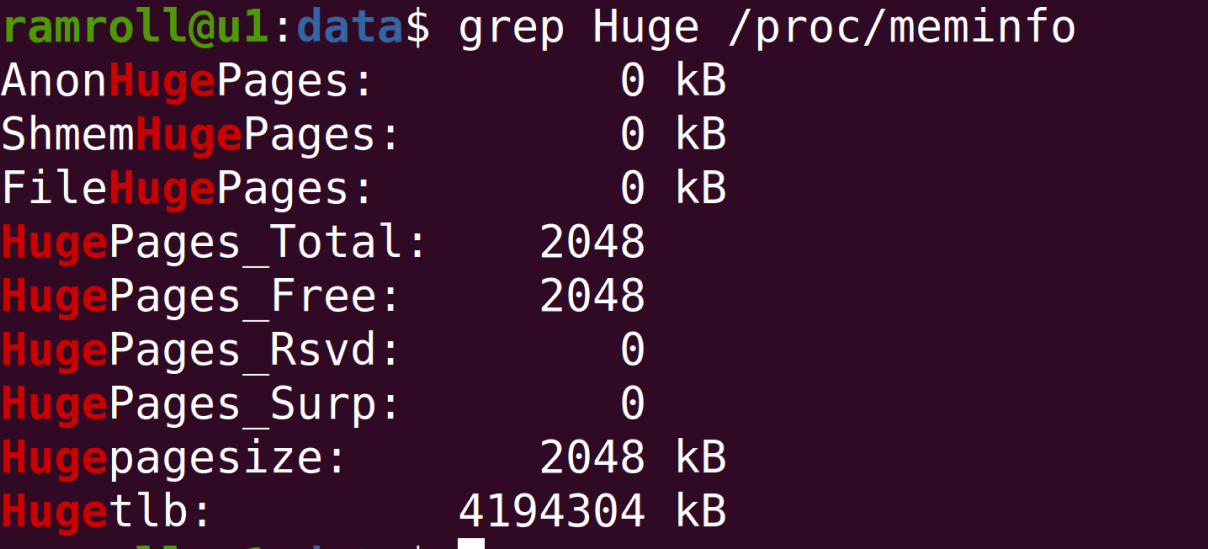 ramroll@u1:data$ grep Huge /proc/meminfo
AnonHugePages:         0 kB
ShmemHugePages:        0 kB
FileHugePages:         0 kB
HugePages_Total:    2048
HugePages_Free:     2048
HugePages_Rsvd:        0
HugePages_Surp:        0
Hugepagesize:       2048 kB
Hugetlb:         4194304 kB